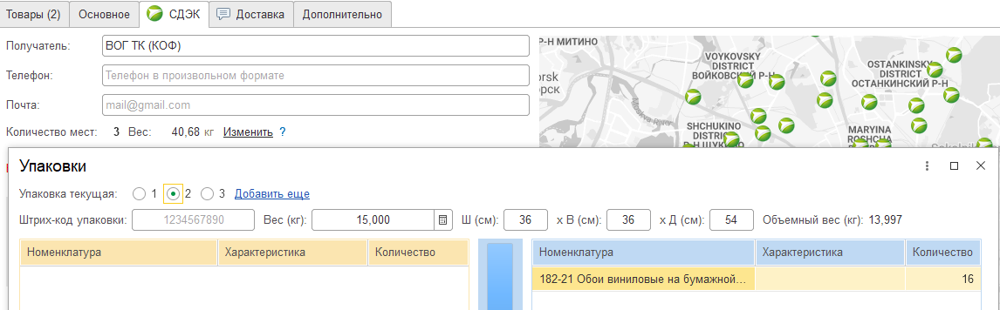 Товары (2) Основное СДЭК Доставка Дополнительно
Получатель: ВОГ ТК (КОФ)
Телефон: Телефон в произвольном формате
Почта: mail@gmail.com
Количество мест: 3 Вес: 40,68 кг Изменить ?
Р-Н МИТИНО
VOYKOVSKY
DISTRICT
ВОЙКОВСКИЙ Р-Н
OSTANKINSKY
DISTRICT
ОСТАНКИНСКИЙ Р-Н
Moskva River
SHCHUKINO
DISTRICT
Р-Н ЩУКИНО
MARYINA
ROSHCHA
Упаковки
Упаковка текущая: 1 2 3 Добавить еще
Штрих-код упаковки: 1234567890 Вес (кг): 15,000 Ш (см): 36 x В (см): 36 x Д (см): 54 Объемный вес (кг): 13,997
Номенклатура Характеристика Количество Номенклатура Характеристика Количество
182-21 Обои виниловые на бумажной... 16